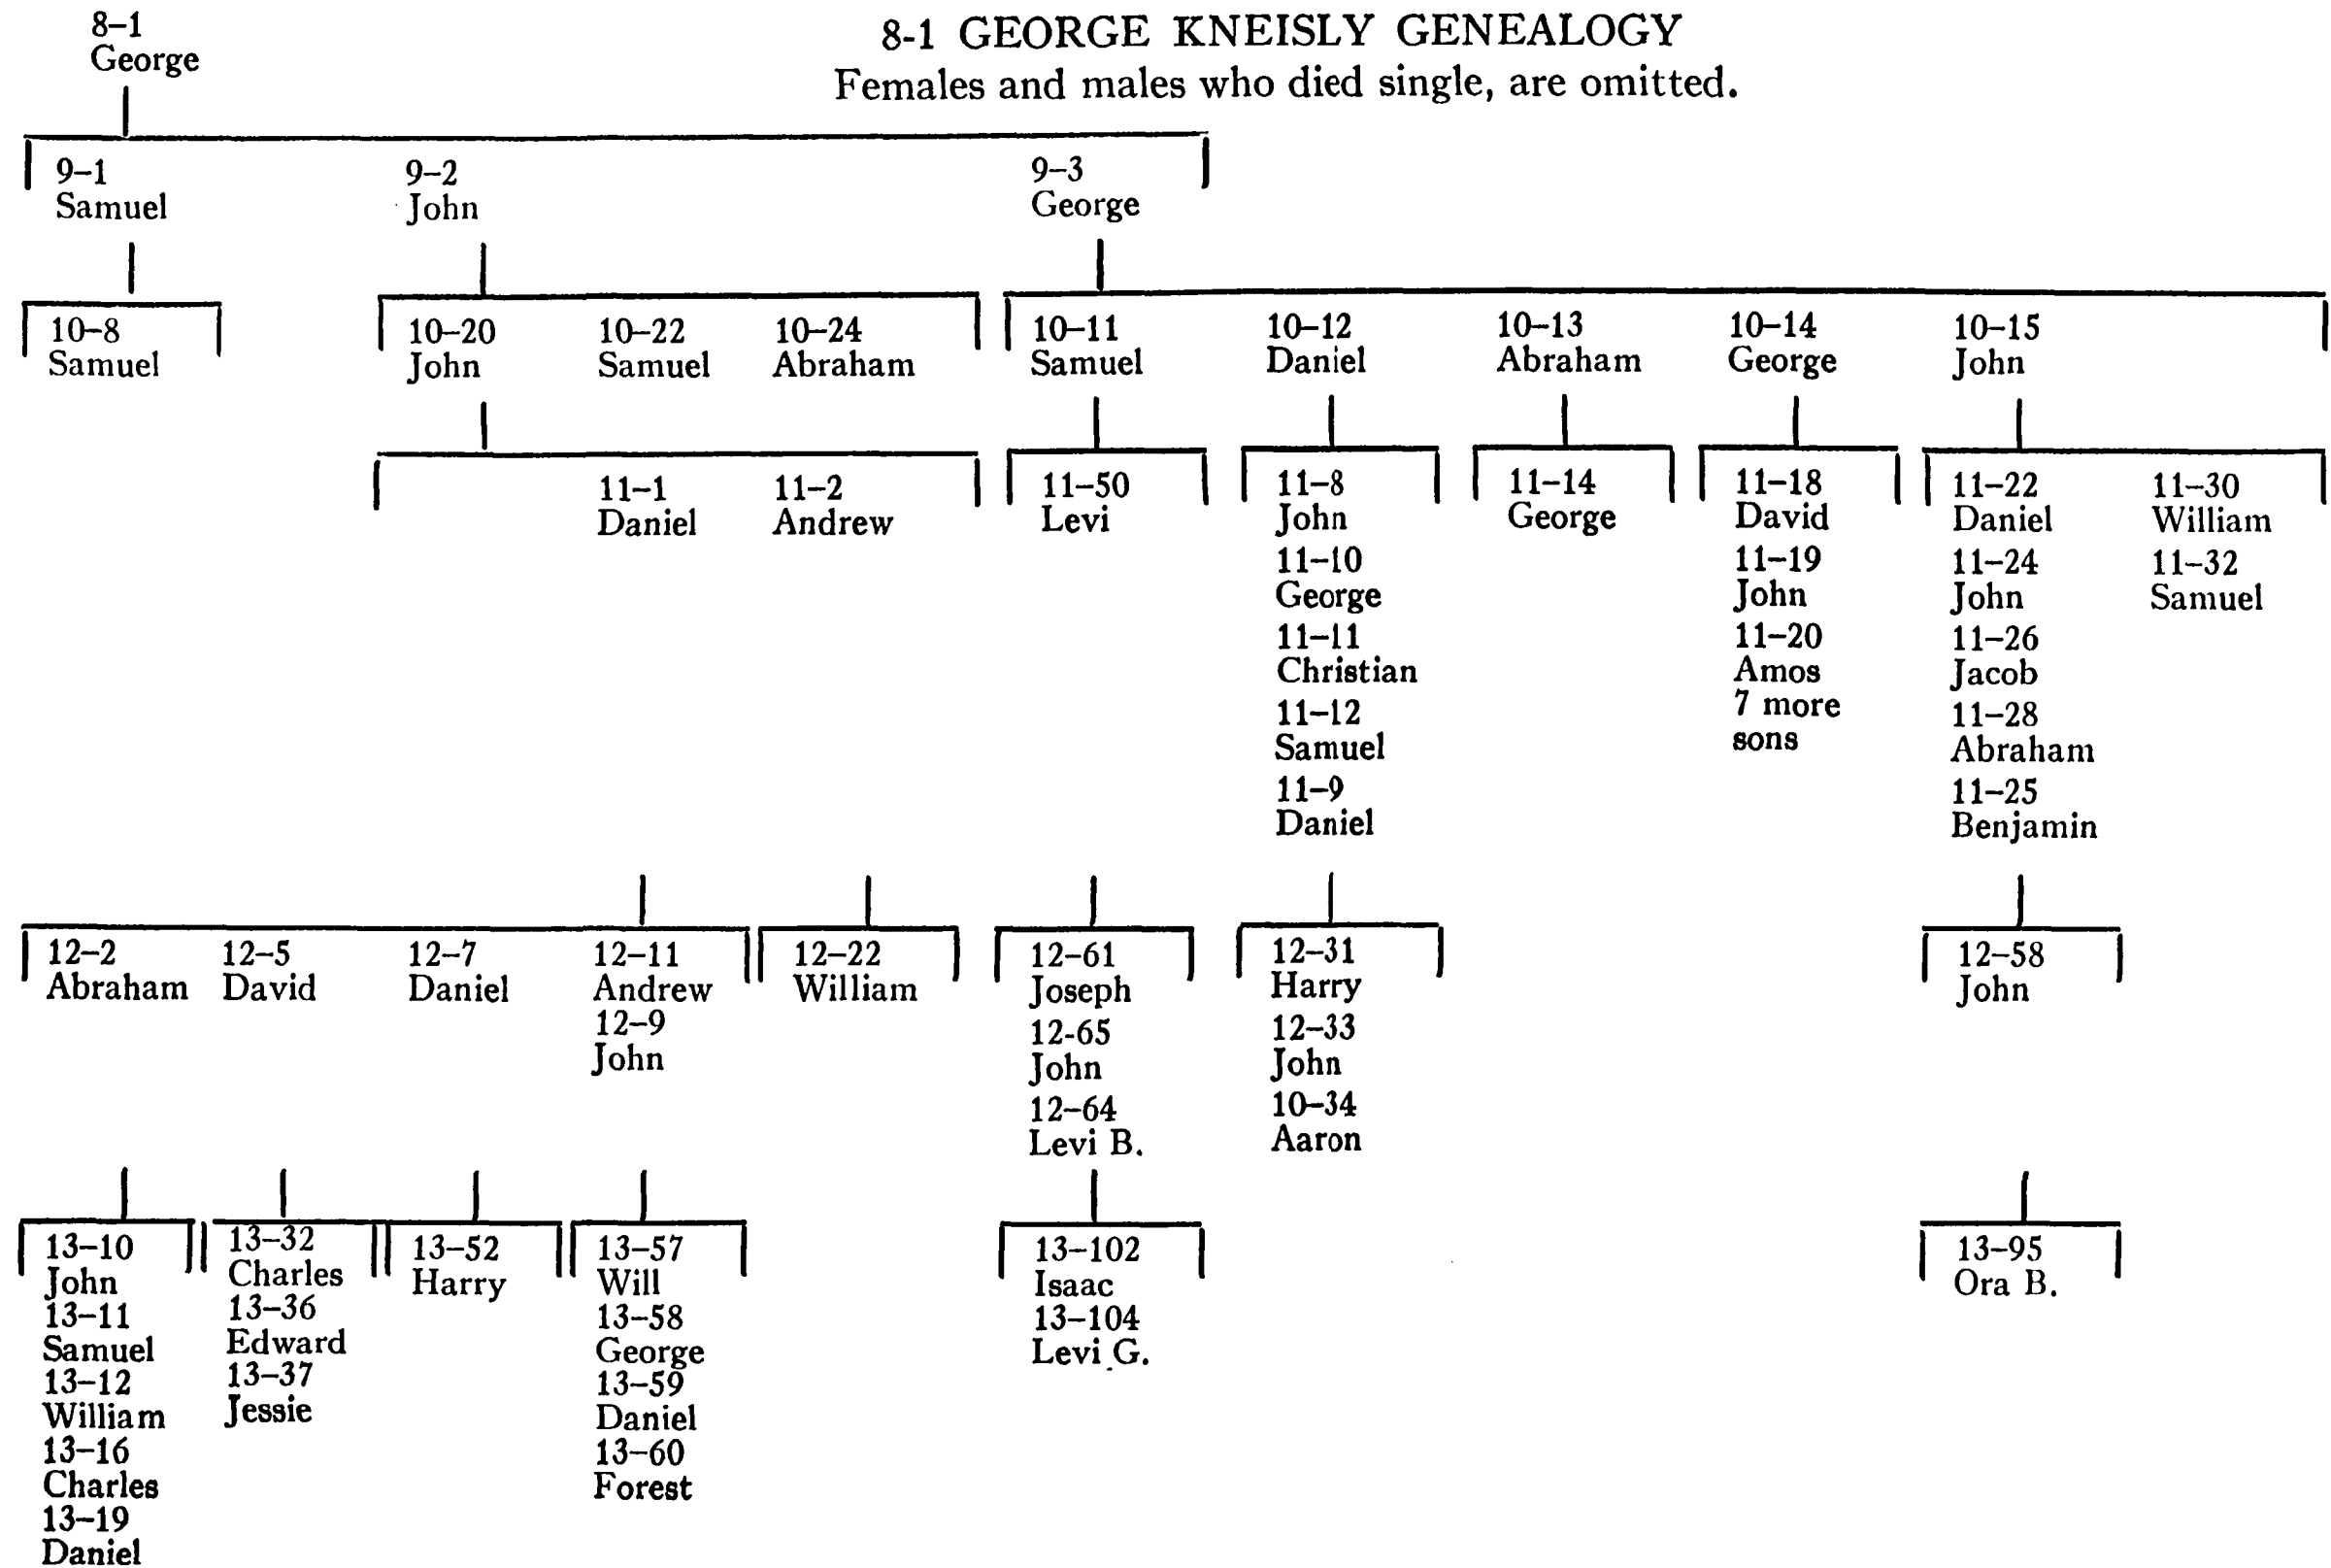 8-1 GEORGE KNEISLY GENEALOGY
Females and males who died single, are omitted.
8–1
George
9–1
Samuel
9–2
John
9–3
George
10–8
Samuel
10–20
John
10–22
Samuel
10–24
Abraham
10–11
Samuel
10–12
Daniel
10–13
Abraham
10–14
George
10–15
John
11–1
Daniel
11–2
Andrew
11–50
Levi
11–8
John
11–10
George
11–11
Christian
11–12
Samuel
11–9
Daniel
11–14
George
11–18
David
11–19
John
11–20
Amos
7 more
sons
11–22
Daniel
11–24
John
11–26
Jacob
11–28
Abraham
11–25
Benjamin
11–30
William
11–32
Samuel
12–2
Abraham
12–5
David
12–7
Daniel
12–11
Andrew
12–9
John
12–22
William
12–61
Joseph
12-65
John
12–64
Levi B.
12–31
Harry
12–33
John
10–34
Aaron
12–58
John
13–10
John
13–11
Samuel
13–12
William
13–16
Charles
13–19
Daniel
13–32
Charles
13–36
Edward
13–37
Jessie
13–52
Harry
13–57
Will
13–58
George
13–59
Daniel
13–60
Forest
13–102
Isaac
13–104
Levi G.
13–95
Ora B.